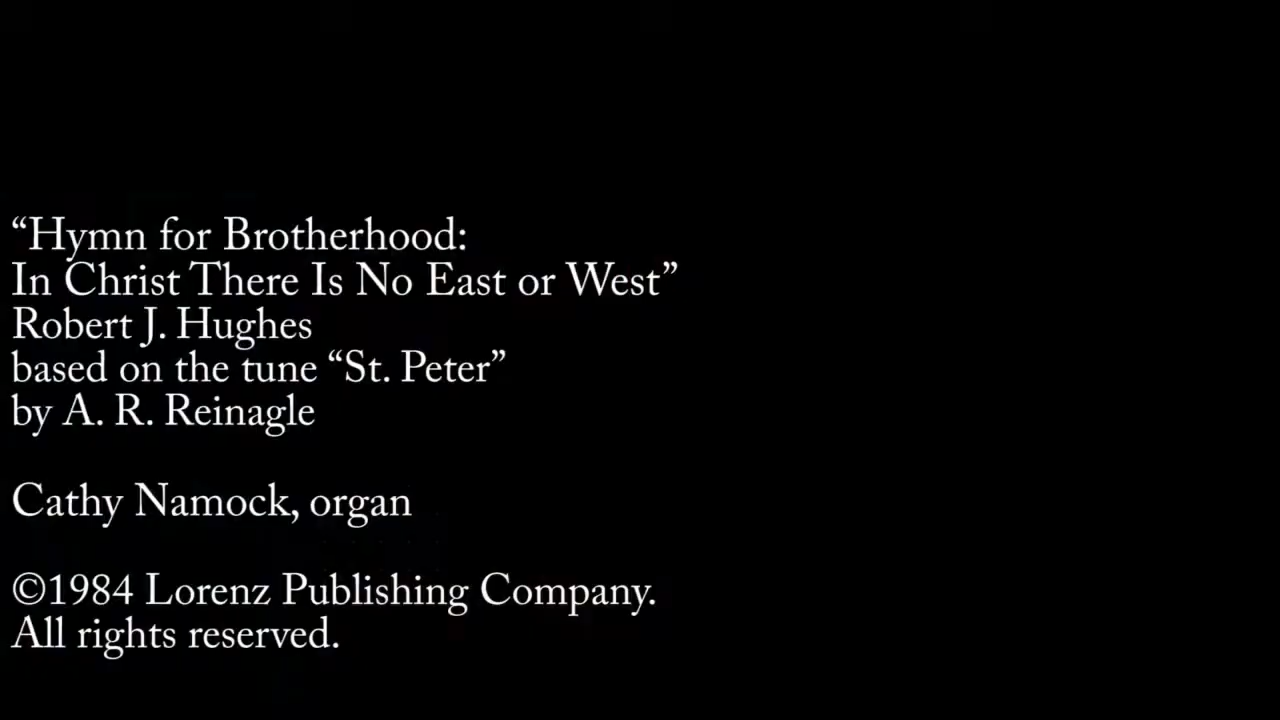 “Hymn for Brotherhood:
In Christ There Is No East or West”
Robert J. Hughes
based on the tune “St. Peter”
by A. R. Reinagle
Cathy Namock, organ
©1984 Lorenz Publishing Company.
All rights reserved.